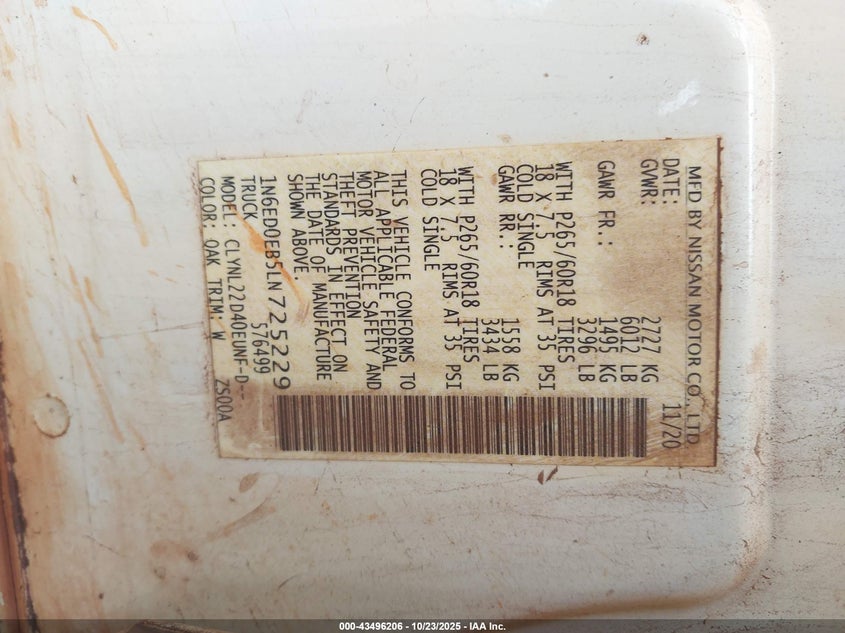 MFD BY NISSAN MOTOR CO., LTD
DATE: 11/20
GVWR: 2727 KG
6012 LB
GAWR FR.: 1495 KG
3296 LB
WITH P265/60R18 TIRES
18 X 7.5 RIMS AT 35 PSI
COLD SINGLE
GAWR RR.: 1558 KG
3434 LB
WITH P265/60R18 TIRES
18 X 7.5 RIMS AT 35 PSI
COLD SINGLE
THIS VEHICLE CONFORMS TO
ALL APPLICABLE FEDERAL
MOTOR VEHICLE SAFETY AND
THEFT PREVENTION
STANDARDS IN EFFECT ON
THE DATE OF MANUFACTURE
SHOWN ABOVE.
1N6ED0EB5LN725229
TRUCK 576499
MODEL: CLYNL22D40EUNF-D--
COLOR: QAK TRIM: W ZS00A
000-43496206 - 10/23/2025 - IAA Inc.